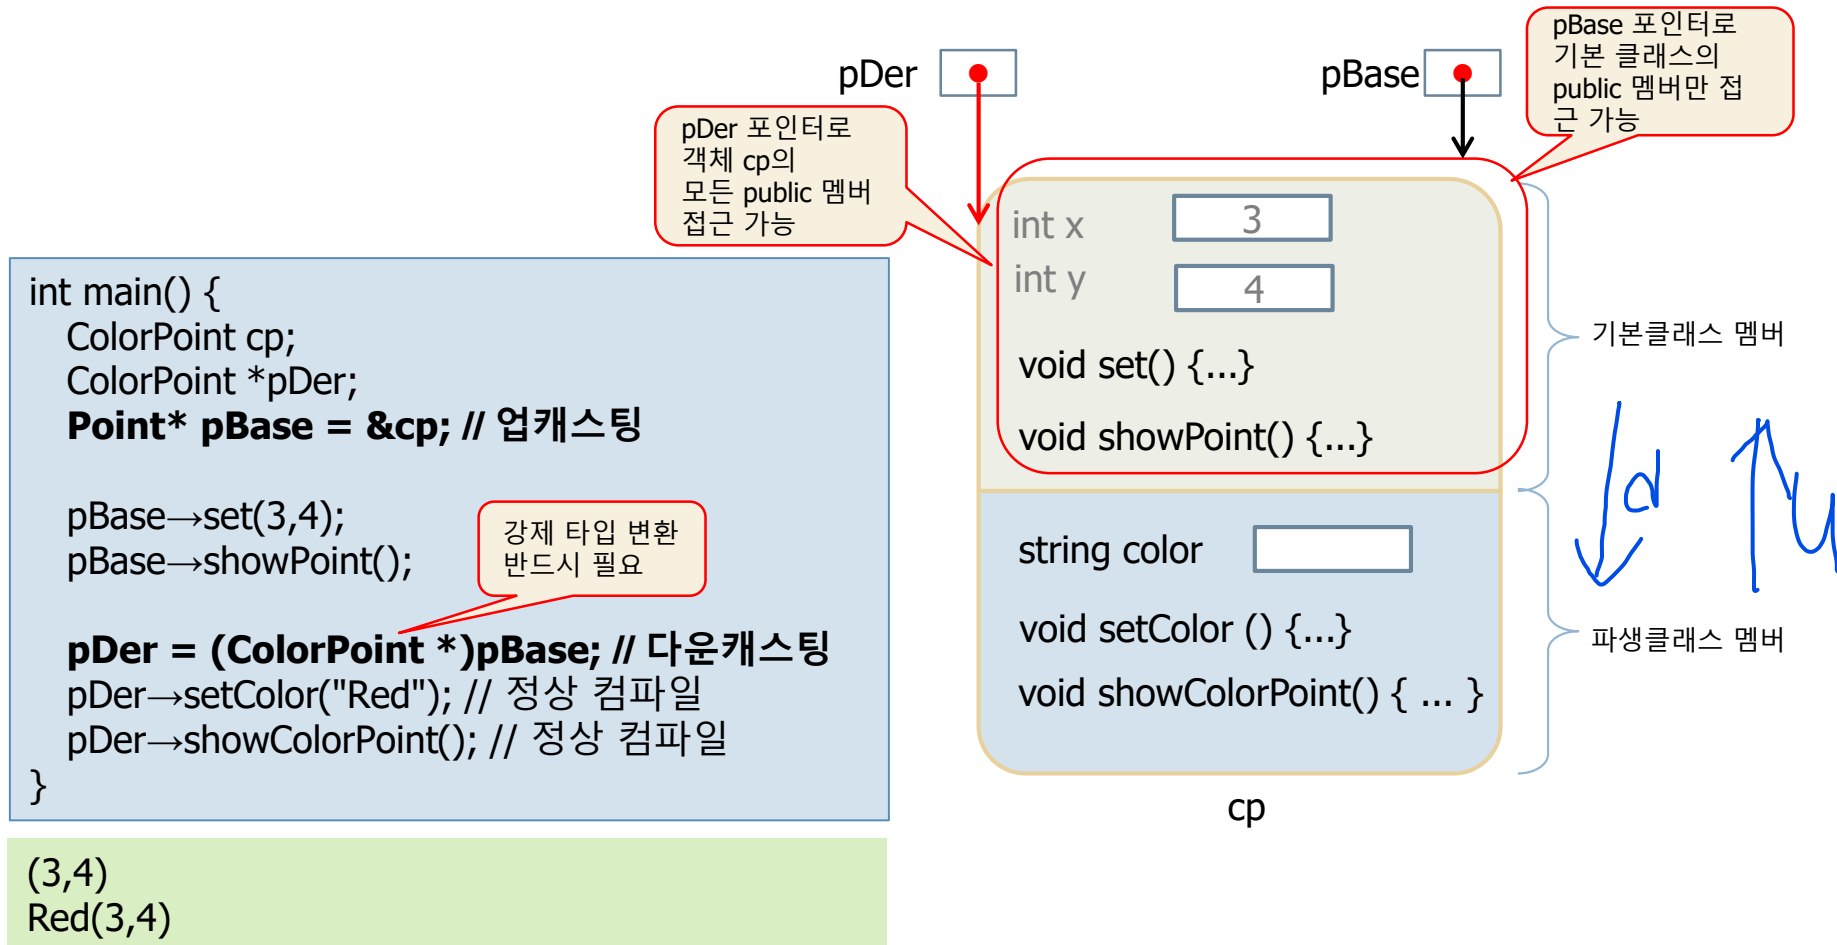 pDer
pBase
pBase 포인터로
기본 클래스의
public 멤버만 접
근 가능
pDer 포인터로
객체 cp의
모든 public 멤버
접근 가능
int x
3
int y
4
void set() {...}
void showPoint() {...}
기본클래스 멤버
string color
void setColor () {...}
void showColorPoint() { ... }
파생클래스 멤버
cp
d
u
int main() {
ColorPoint cp;
ColorPoint *pDer;
Point* pBase = &cp; // 업캐스팅
pBase→set(3,4);
pBase→showPoint();
강제 타입 변환
반드시 필요
pDer = (ColorPoint *)pBase; // 다운캐스팅
pDer→setColor("Red"); // 정상 컴파일
pDer→showColorPoint(); // 정상 컴파일
}
(3,4)
Red(3,4)